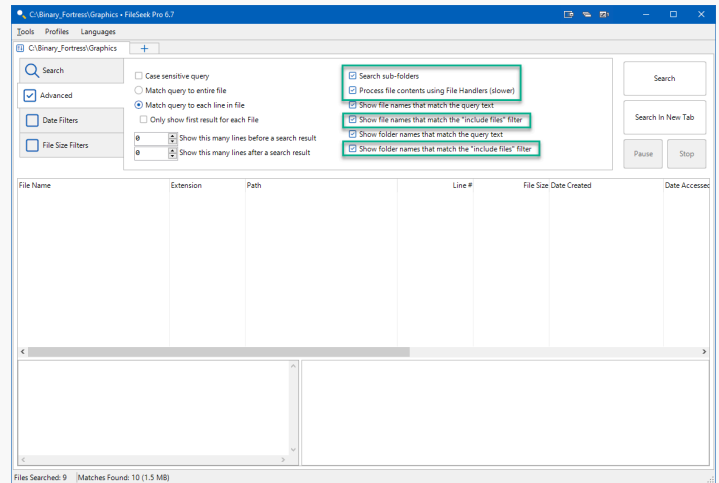 C:\Binary_Fortress\Graphics • FileSeek Pro 6.7
Tools Profiles Languages
C:\Binary_Fortress\Graphics +
Search
Advanced
Date Filters
File Size Filters
Case sensitive query
Match query to entire file
Match query to each line in file
Only show first result for each File
0 Show this many lines before a search result
0 Show this many lines after a search result
Search sub-folders
Process file contents using File Handlers (slower)
Show file names that match the query text
Show file names that match the "include files" filter
Show folder names that match the query text
Show folder names that match the "include files" filter
Search
Search In New Tab
Pause Stop
File Name Extension Path Line # File Size Date Created Date Accessed
Files Searched: 9 Matches Found: 10 (1.5 MB)